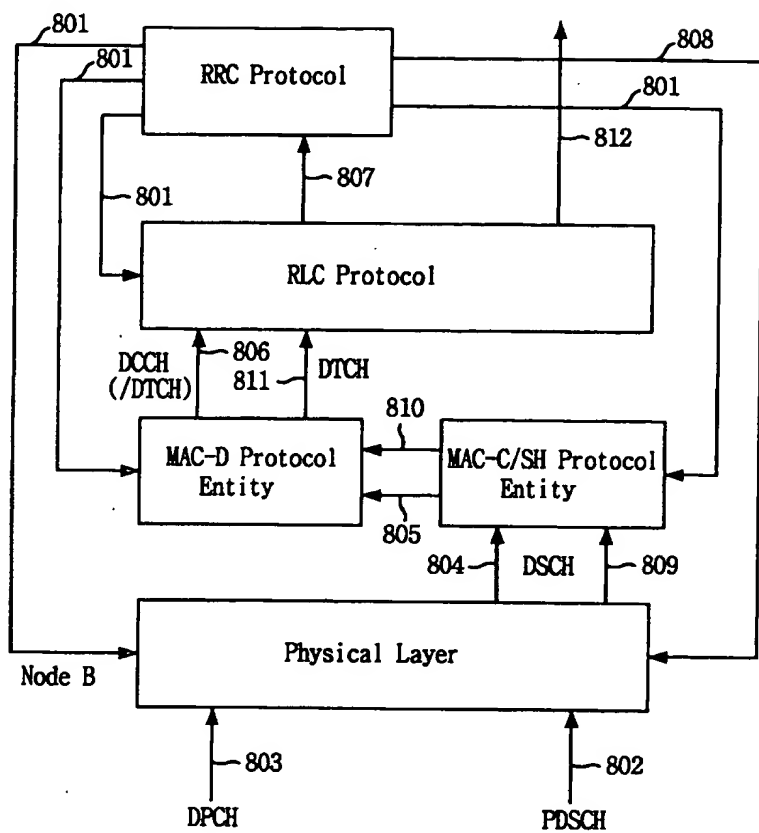 801
808
801
RRC Protocol
801
812
807
801
RLC Protocol
DCCH
(/DTCH)
806
811
DTCH
810
MAC-D Protocol
Entity
MAC-C/SH Protocol
Entity
805
804
DSCH
809
Physical Layer
Node B
803
802
DPCH
PDSCH